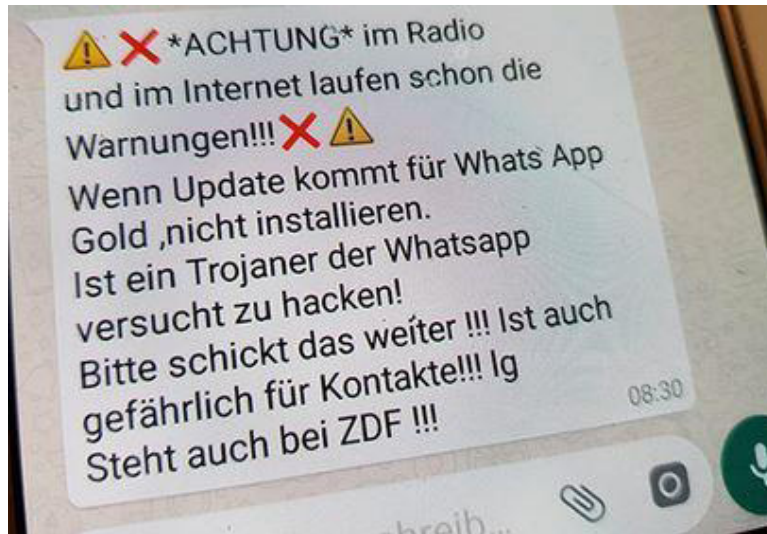 ⚠️❌*ACHTUNG* im Radio
und im Internet laufen schon die
Warnungen!!!❌⚠️
Wenn Update kommt für Whats App
Gold ,nicht installieren.
Ist ein Trojaner der Whatsapp
versucht zu hacken!
Bitte schickt das weiter !!! Ist auch
gefährlich für Kontakte!!! lg
Steht auch bei ZDF !!!
08:30